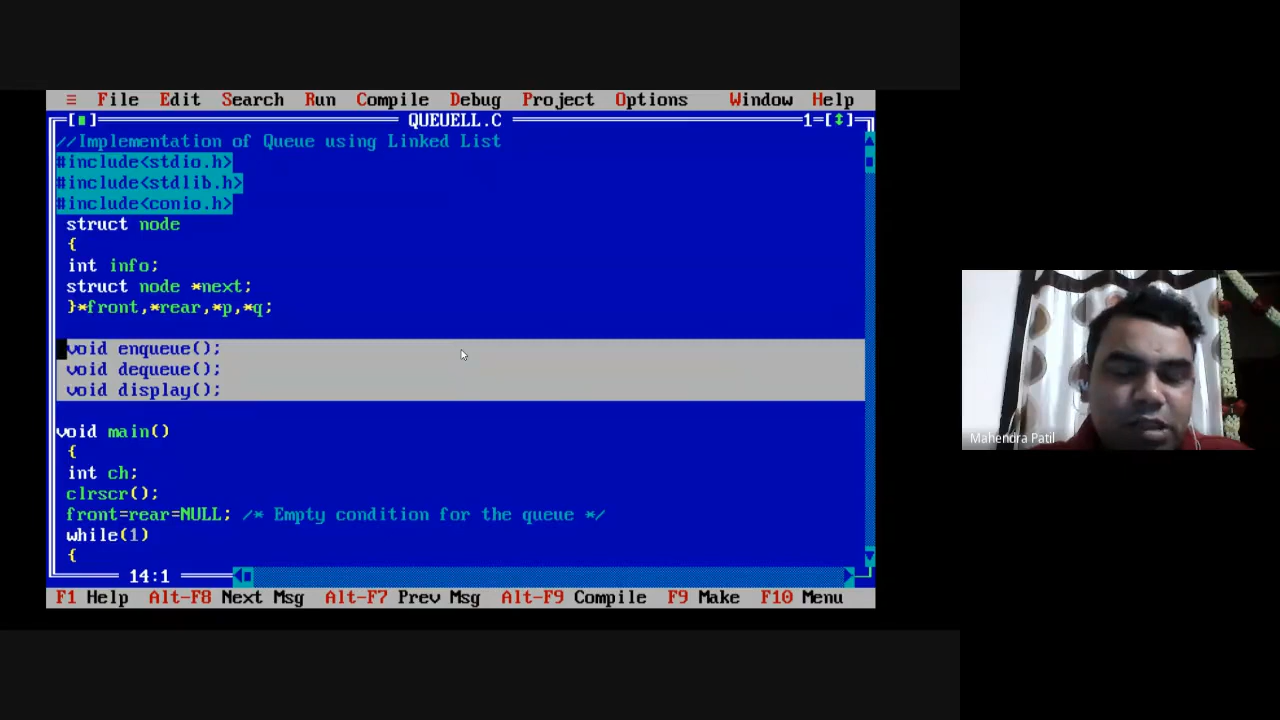 ≡ File Edit Search Run Compile Debug Project Options Window Help
[■] QUEUELL.C 1=[↕]
//Implementation of Queue using Linked List
#include<stdio.h>
#include<stdlib.h>
#include<conio.h>
struct node
{
int info;
struct node *next;
}*front,*rear,*p,*q;
void enqueue();
void dequeue();
void display();
void main()
{
int ch;
clrscr();
front=rear=NULL; /* Empty condition for the queue */
while(1)
{
14:1
F1 Help Alt-F8 Next Msg Alt-F7 Prev Msg Alt-F9 Compile F9 Make F10 Menu
Mahendra Patil